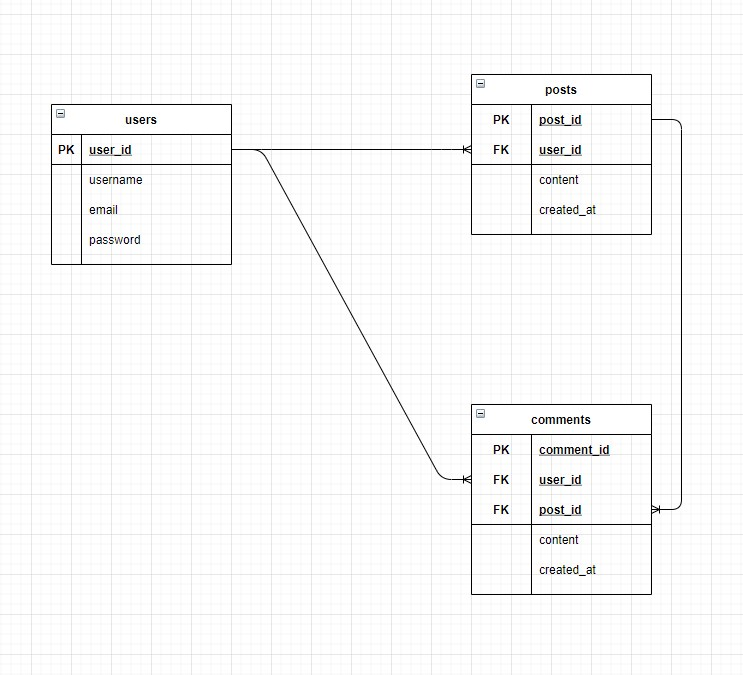 users
PK user_id
username
email
password
posts
PK post_id
FK user_id
content
created_at
comments
PK comment_id
FK user_id
FK post_id
content
created_at